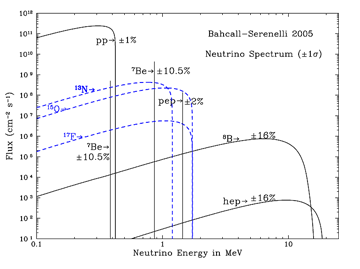 Bahcall-Serenelli 2005
Neutrino Spectrum (±1σ)
pp→ ±1%
⁷Be→ ±10.5%
¹³N→
pep→ ±2%
¹⁵O→
¹⁷F→
⁷Be→
±10.5%
⁸B→ ±16%
hep→ ±16%
Flux (cm⁻² s⁻¹)
10¹²
10¹¹
10¹⁰
10⁹
10⁸
10⁷
10⁶
10⁵
10⁴
10³
10²
10¹
0.1
1
10
Neutrino Energy in MeV